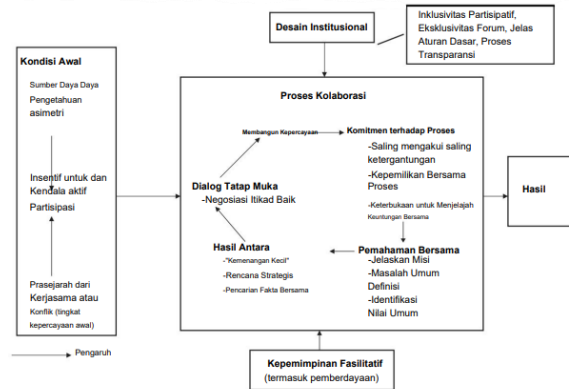 Desain Institusional
Inklusivitas Partisipatif,
Eksklusivitas Forum, Jelas
Aturan Dasar, Proses
Transparansi
Kondisi Awal
Sumber Daya Daya
Pengetahuan
asimetri
Insentif untuk dan
Kendala aktif
Partisipasi
Prasejarah dari
Kerjasama atau
Konflik (tingkat
kepercayaan awal)
Pengaruh
Proses Kolaborasi
Membangun Kepercayaan
Komitmen terhadap Proses
-Saling mengakui saling
ketergantungan
-Kepemilikan Bersama
Proses
-Keterbukaan untuk Menjelajah
Keuntungan Bersama
Dialog Tatap Muka
-Negosiasi Itikad Baik
Hasil Antara
-"Kemenangan Kecil"
-Rencana Strategis
-Pencarian Fakta Bersama
Pemahaman Bersama
-Jelaskan Misi
-Masalah Umum
Definisi
-Identifikasi
Nilai Umum
Hasil
Kepemimpinan Fasilitatif
(termasuk pemberdayaan)